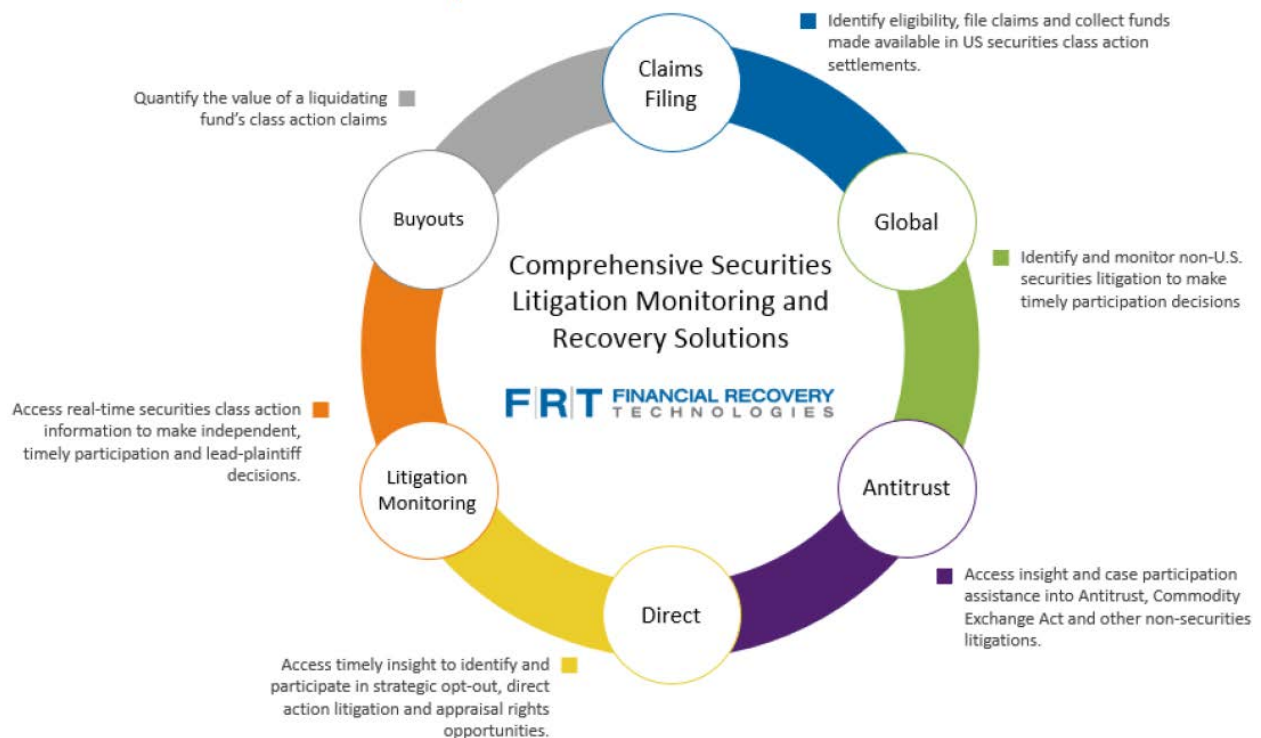 Claims
Filing
Identify eligibility, file claims and collect funds
made available in US securities class action
settlements.
Global
Identify and monitor non-U.S.
securities litigation to make
timely participation decisions
Antitrust
Access insight and case participation
assistance into Antitrust, Commodity
Exchange Act and other non-securities
litigations.
Direct
Access timely insight to identify and
participate in strategic opt-out, direct
action litigation and appraisal rights
opportunities.
Litigation
Monitoring
Access real-time securities class action
information to make independent,
timely participation and lead-plaintiff
decisions.
Buyouts
Quantify the value of a liquidating
fund's class action claims
Comprehensive Securities
Litigation Monitoring and
Recovery Solutions
F|R|T FINANCIAL RECOVERY
TECHNOLOGIES